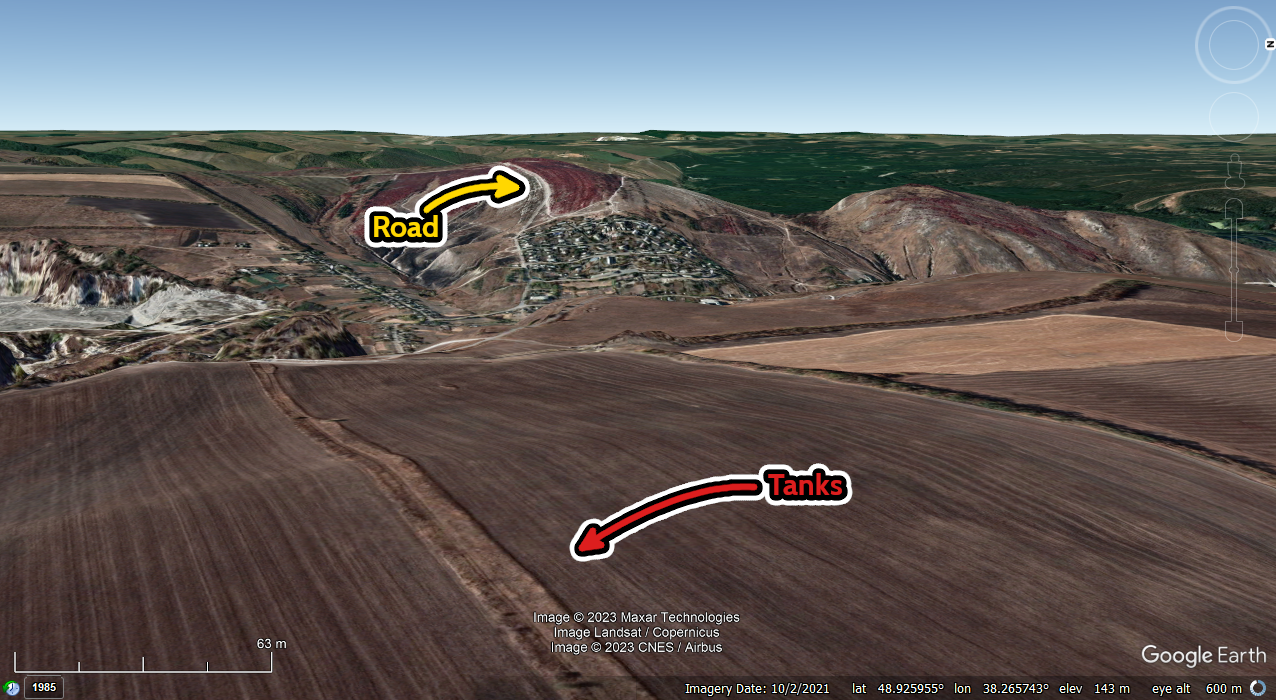 N
Road
Tanks
Image © 2023 Maxar Technologies
Image Landsat / Copernicus
Image © 2023 CNES / Airbus
63 m
Google Earth
1985
Imagery Date: 10/2/2021 lat 48.925955° lon 38.265743° elev 143 m eye alt 600 m